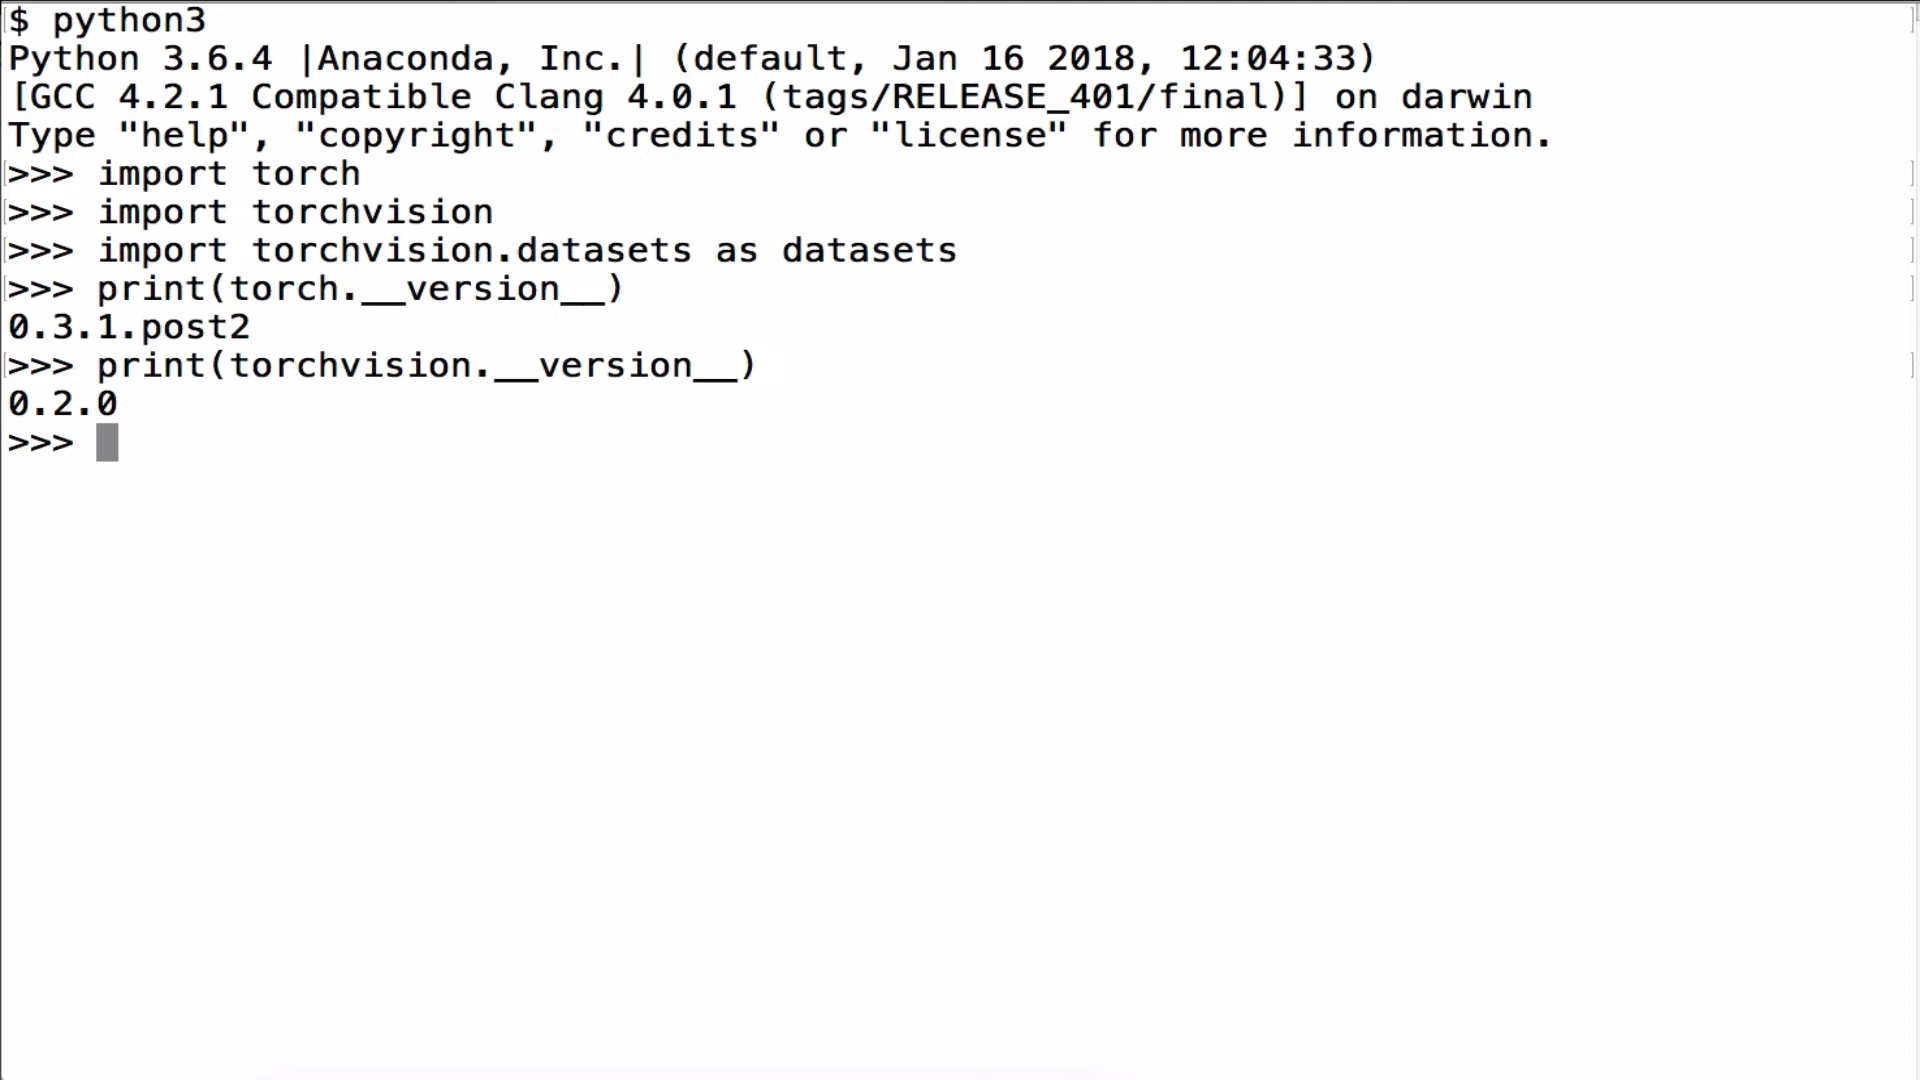 $ python3
Python 3.6.4 |Anaconda, Inc.| (default, Jan 16 2018, 12:04:33)
[GCC 4.2.1 Compatible Clang 4.0.1 (tags/RELEASE_401/final)] on darwin
Type "help", "copyright", "credits" or "license" for more information.
>>> import torch
>>> import torchvision
>>> import torchvision.datasets as datasets
>>> print(torch.__version__)
0.3.1.post2
>>> print(torchvision.__version__)
0.2.0
>>>